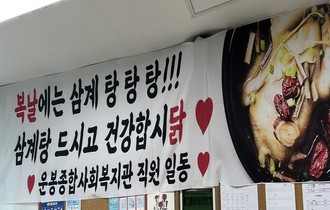 복날에는 삼계 탕 탕 탕!!!
삼계탕 드시고 건강합시닭
운봉종합사회복지관 직원 일동